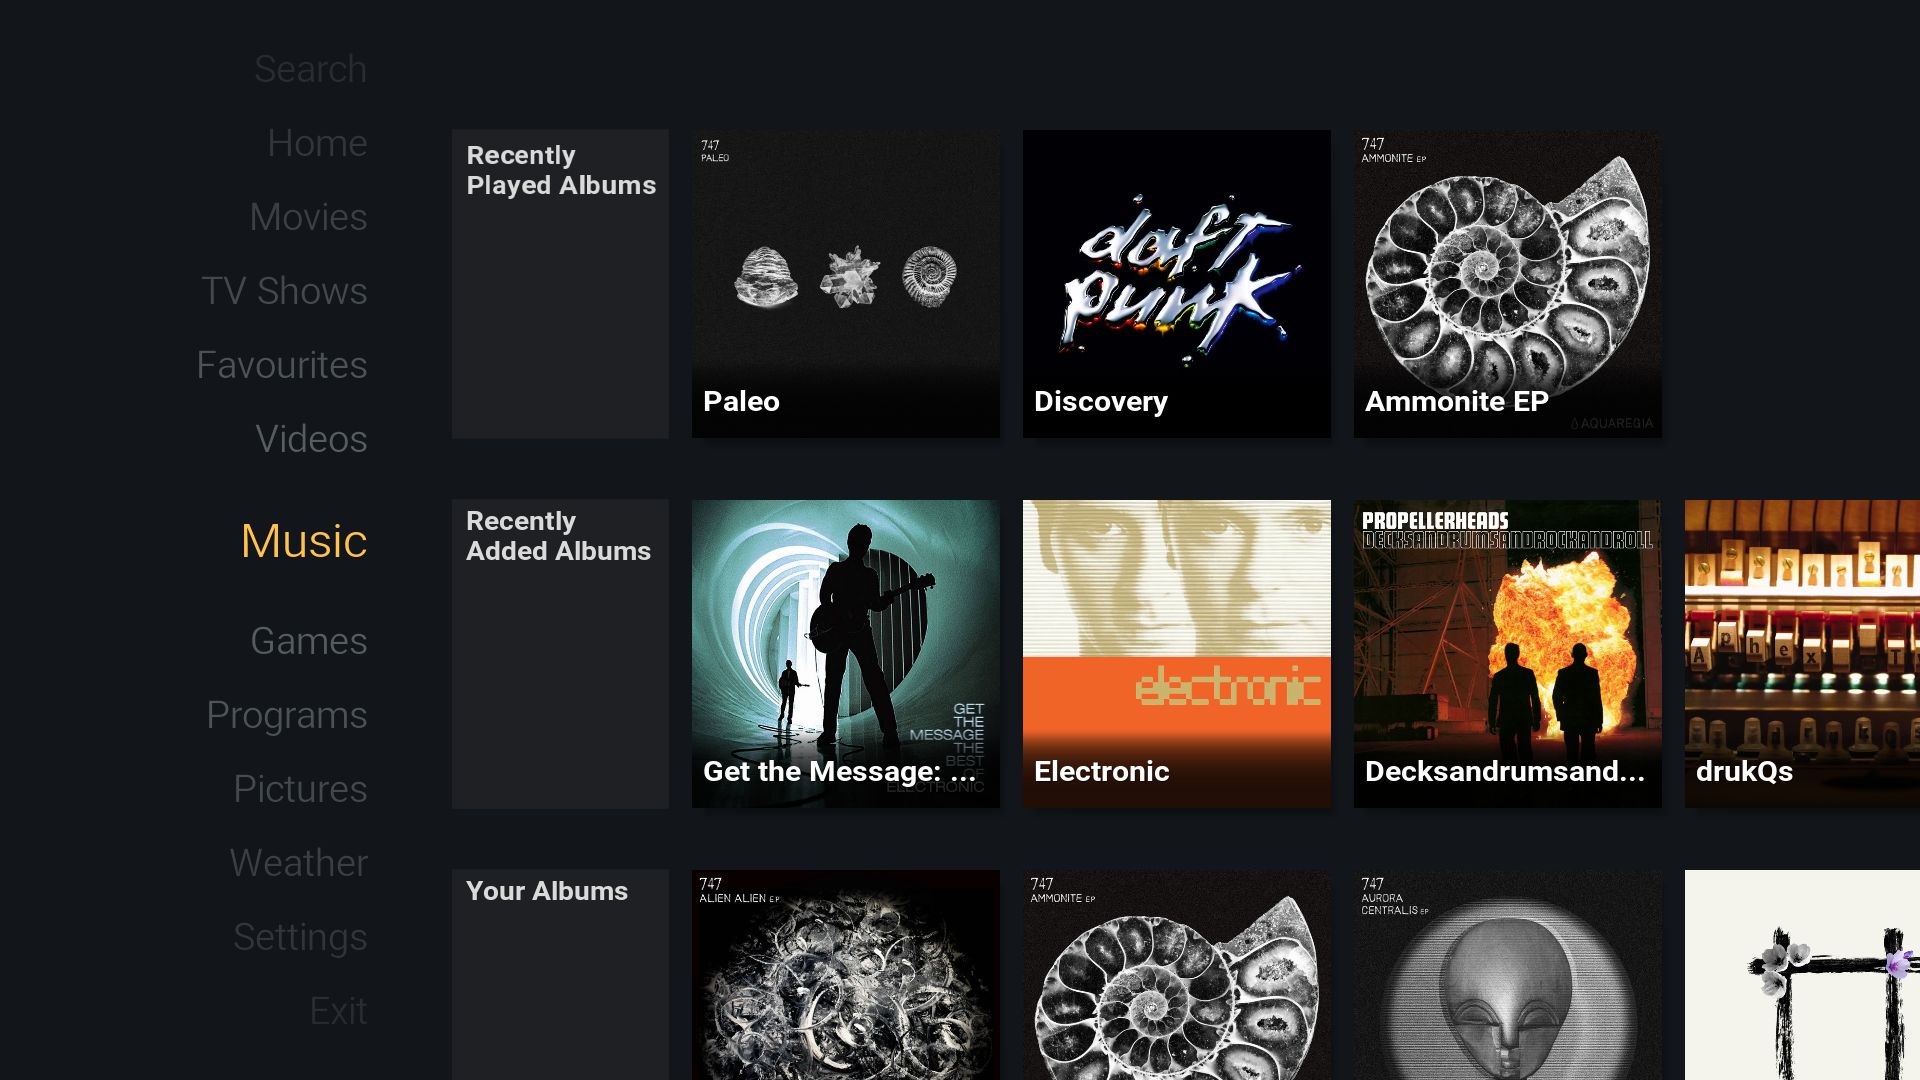 Search
Home
Movies
TV Shows
Favourites
Videos
Music
Games
Programs
Pictures
Weather
Settings
Exit
Recently
Played Albums
747
PALEO
Paleo
daft
punk
Discovery
747
AMMONITE EP
AQUAREGIA
Ammonite EP
Recently
Added Albums
GET
THE
MESSAGE
THE
BEST
OF
ELECTRONIC
Get the Message: ...
electronic
Electronic
PROPELLERHEADS
DECKSANDRUMSANDROCKANDROLL
Decksandrumsand...
Aphex T
drukQs
Your Albums
747
ALIEN ALIEN EP
747
AMMONITE EP
747
AURORA
CENTRALIS EP